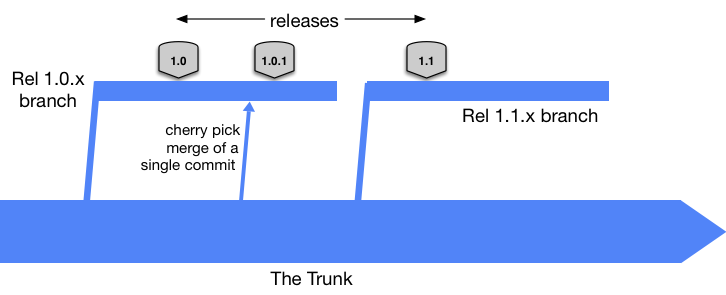 releases
1.0
1.0.1
1.1
Rel 1.0.x
branch
Rel 1.1.x branch
cherry pick
merge of a
single commit
The Trunk